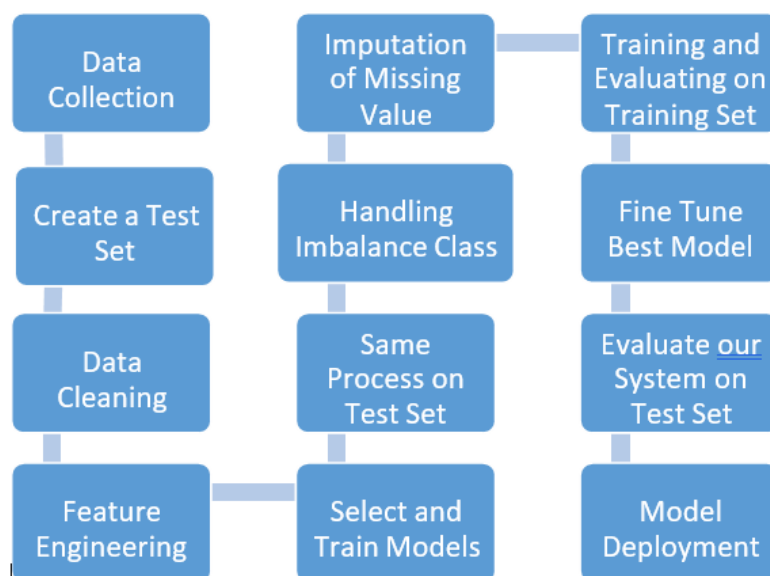 Data
Collection
Create a Test
Set
Data
Cleaning
Feature
Engineering
Imputation
of Missing
Value
Handling
Imbalance Class
Same
Process on
Test Set
Select and
Train Models
Training and
Evaluating on
Training Set
Fine Tune
Best Model
Evaluate our
System on
Test Set
Model
Deployment